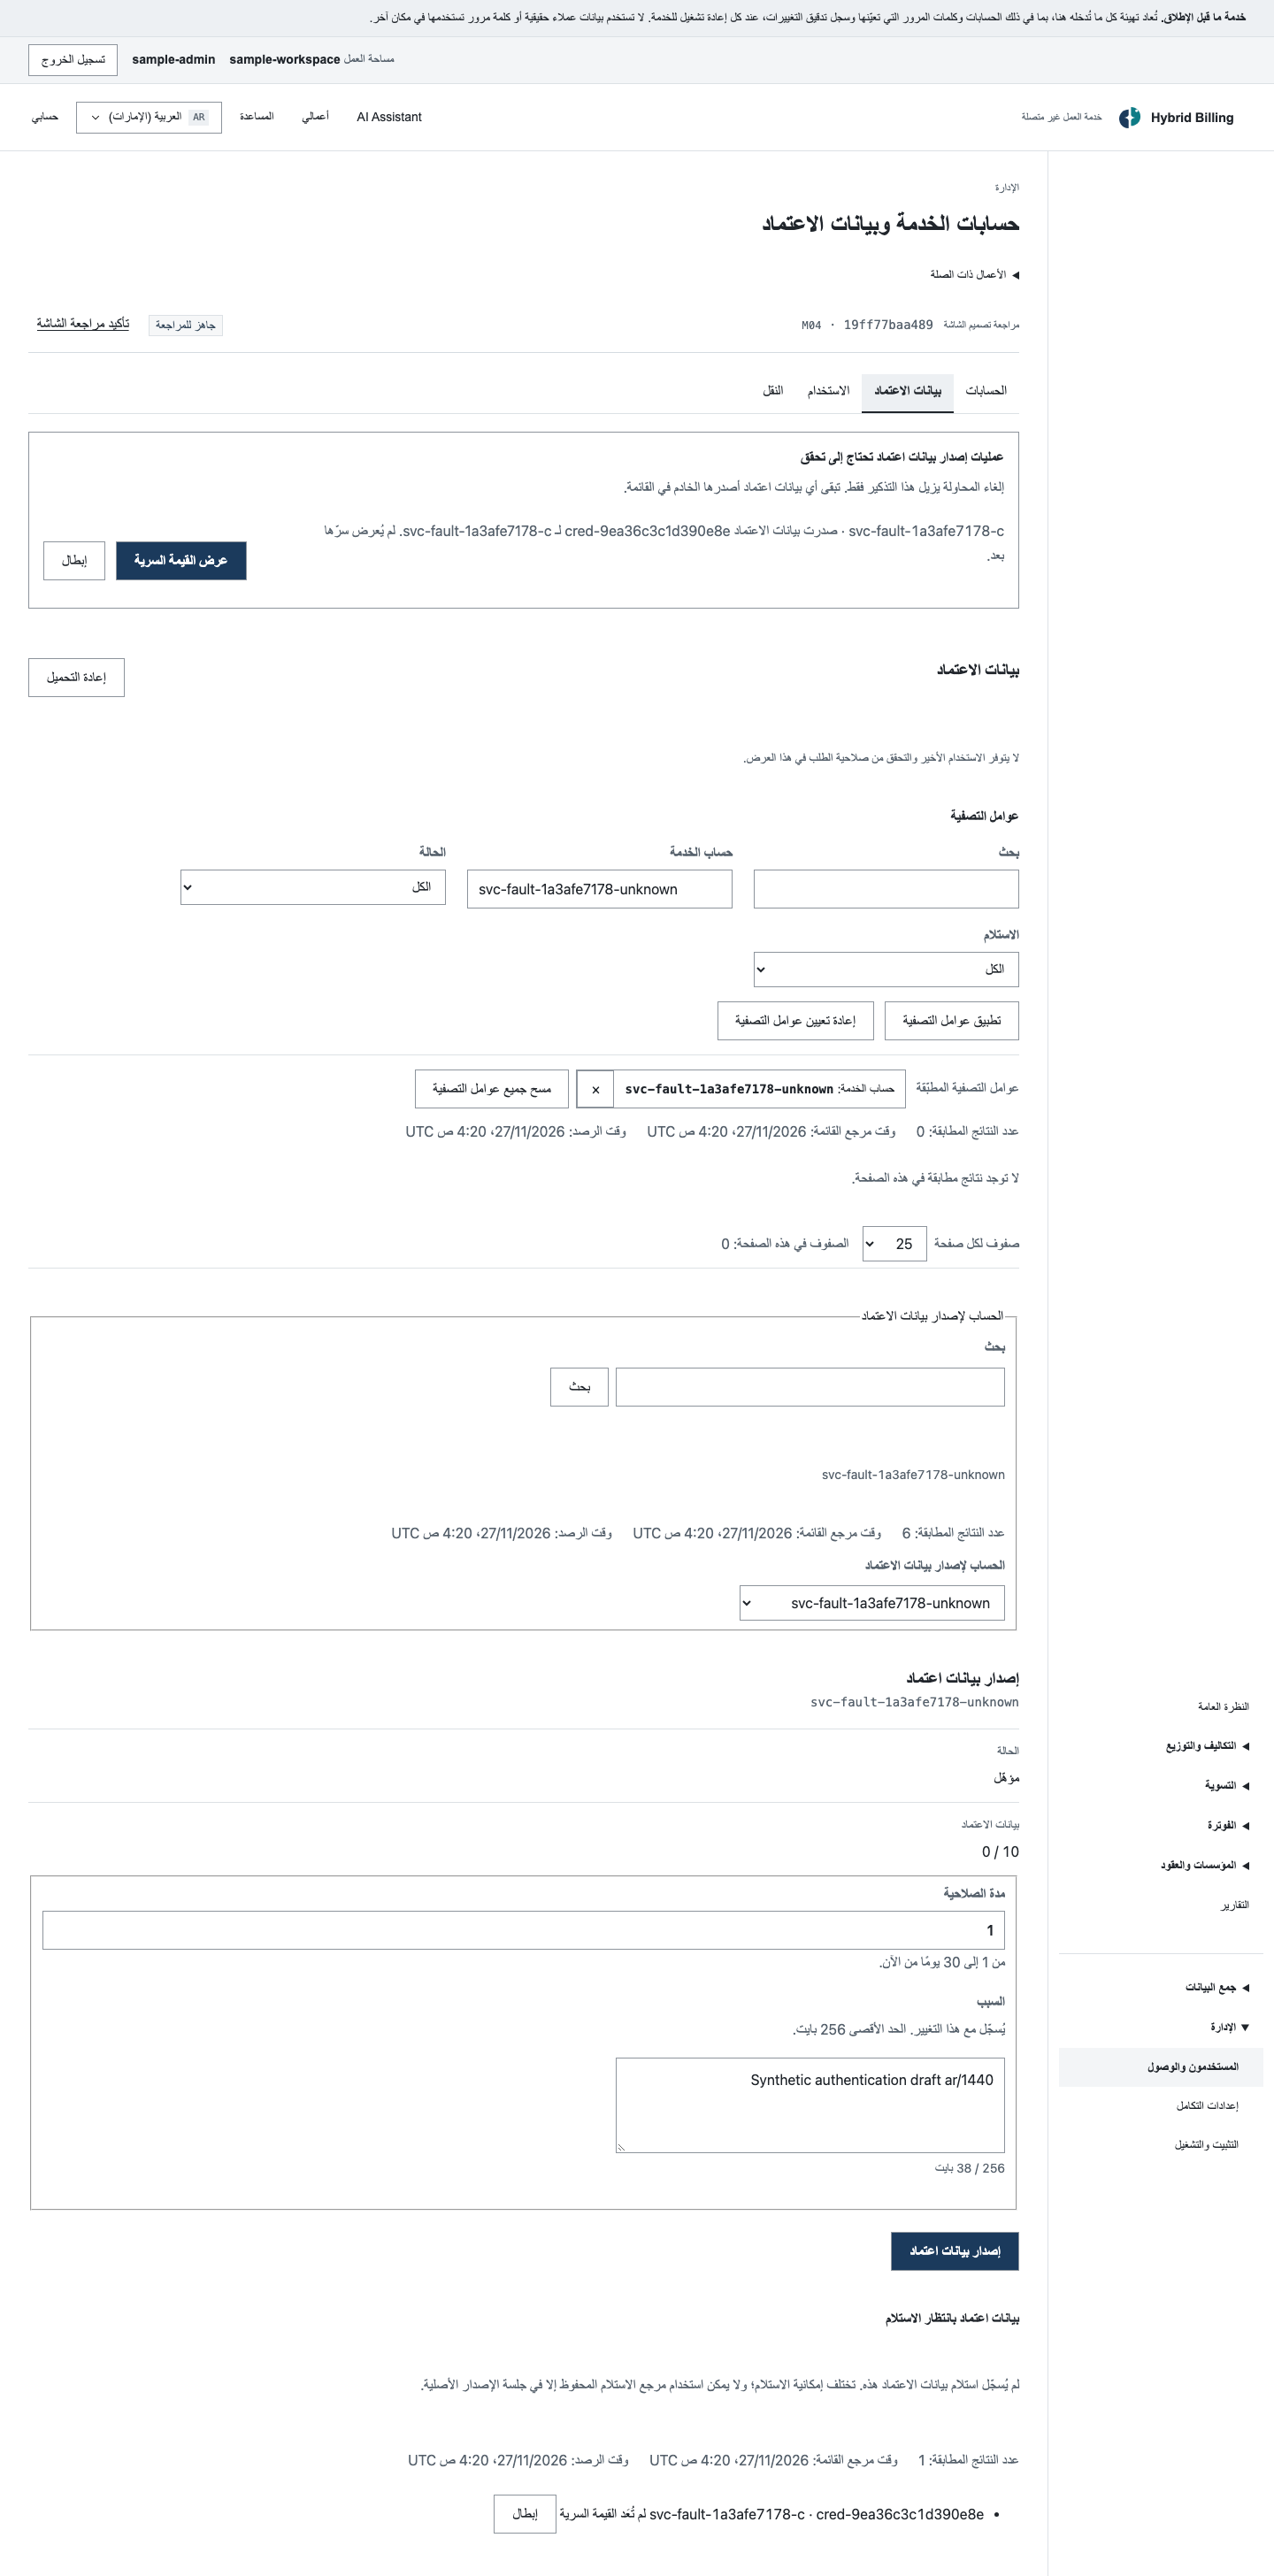 خدمة ما قبل الإطلاق. تُعاد تهيئة كل ما تُدخله هنا، بما في ذلك الحسابات وكلمات المرور التي تعيّنها وسجل تدقيق التغييرات، عند كل إعادة تشغيل للخدمة. لا تستخدم بيانات عملاء حقيقية أو كلمة مرور تستخدمها في مكان آخر.
مساحة العمل sample-workspace sample-admin تسجيل الخروج
Hybrid Billing خدمة العمل غير متصلة AI Assistant أعمالي المساعدة AR العربية (الإمارات) حسابي
الإدارة
حسابات الخدمة وبيانات الاعتماد
الأعمال ذات الصلة
مراجعة تصميم الشاشة M04 · 19ff77baa489 جاهز للمراجعة تأكيد مراجعة الشاشة
الحسابات بيانات الاعتماد الاستخدام النقل
عمليات إصدار بيانات اعتماد تحتاج إلى تحقق
إلغاء المحاولة يزيل هذا التذكير فقط. تبقى أي بيانات اعتماد أصدرها الخادم في القائمة.
svc-fault-1a3afe7178-c · صدرت بيانات الاعتماد cred-9ea36c3c1d390e8e لـ svc-fault-1a3afe7178-c. لم يُعرض سرّها
بعد.
عرض القيمة السرية إبطال
بيانات الاعتماد إعادة التحميل
لا يتوفر الاستخدام الأخير والتحقق من صلاحية الطلب في هذا العرض.
عوامل التصفية
بحث حساب الخدمة الحالة
svc-fault-1a3afe7178-unknown الكل
الاستلام
الكل
تطبيق عوامل التصفية إعادة تعيين عوامل التصفية
عوامل التصفية المطبّقة حساب الخدمة: svc-fault-1a3afe7178-unknown × مسح جميع عوامل التصفية
عدد النتائج المطابقة: 0 وقت مرجع القائمة: 27/11/2026، 4:20 ص UTC وقت الرصد: 27/11/2026، 4:20 ص UTC
لا توجد نتائج مطابقة في هذه الصفحة.
صفوف لكل صفحة 25 الصفوف في هذه الصفحة: 0
الحساب لإصدار بيانات الاعتماد
بحث
بحث
svc-fault-1a3afe7178-unknown
عدد النتائج المطابقة: 6 وقت مرجع القائمة: 27/11/2026، 4:20 ص UTC وقت الرصد: 27/11/2026، 4:20 ص UTC
الحساب لإصدار بيانات الاعتماد
svc-fault-1a3afe7178-unknown
إصدار بيانات اعتماد
svc-fault-1a3afe7178-unknown
الحالة
مؤهّل
بيانات الاعتماد
0 / 10
مدة الصلاحية
1
من 1 إلى 30 يومًا من الآن.
السبب
يُسجّل مع هذا التغيير. الحد الأقصى 256 بايت.
Synthetic authentication draft ar/1440
256 / 38 بايت
إصدار بيانات اعتماد
بيانات اعتماد بانتظار الاستلام
لم يُسجّل استلام بيانات الاعتماد هذه. تختلف إمكانية الاستلام؛ ولا يمكن استخدام مرجع الاستلام المحفوظ إلا في جلسة الإصدار الأصلية.
عدد النتائج المطابقة: 1 وقت مرجع القائمة: 27/11/2026، 4:20 ص UTC وقت الرصد: 27/11/2026، 4:20 ص UTC
• svc-fault-1a3afe7178-c · cred-9ea36c3c1d390e8e لم تُعَد القيمة السرية إبطال
النظرة العامة
التكاليف والتوزيع
التسوية
الفوترة
المؤسسات والعقود
التقارير
جمع البيانات
الإدارة
المستخدمون والوصول
إعدادات التكامل
التثبيت والتشغيل